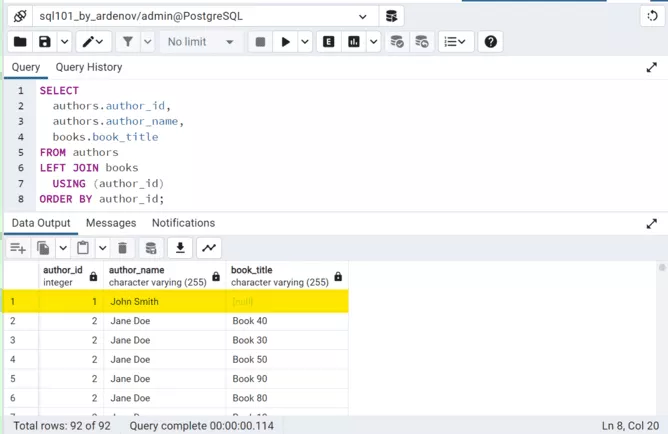 sql101_by_ardenov/admin@PostgreSQL
No limit
E
Query Query History
1 SELECT
2 authors.author_id,
3 authors.author_name,
4 books.book_title
5 FROM authors
6 LEFT JOIN books
7 USING (author_id)
8 ORDER BY author_id;
Data Output Messages Notifications
author_id author_name book_title
integer character varying (255) character varying (255)
1 1 John Smith [null]
2 2 Jane Doe Book 40
3 2 Jane Doe Book 30
4 2 Jane Doe Book 50
5 2 Jane Doe Book 90
6 2 Jane Doe Book 80
Total rows: 92 of 92 Query complete 00:00:00.114 Ln 8, Col 20